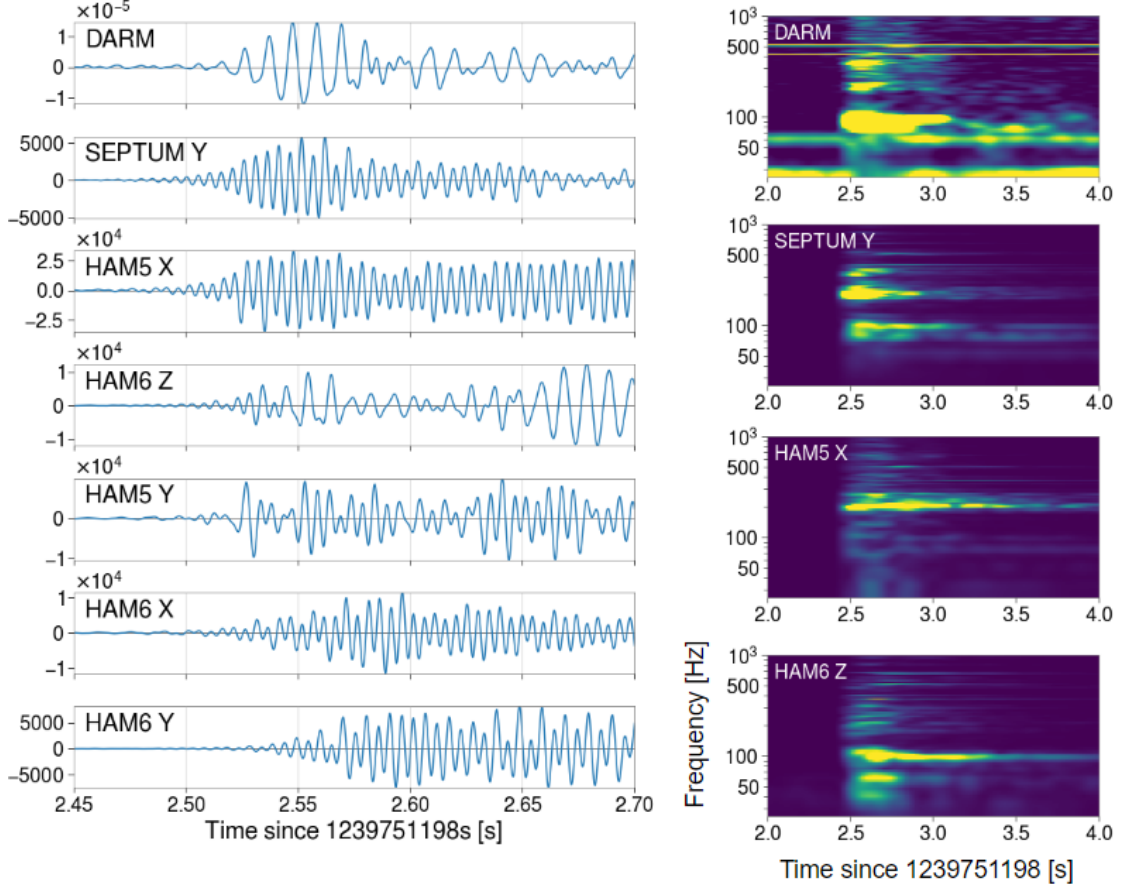 ×10⁻⁵
DARM
1
0
−1
SEPTUM Y
5000
0
−5000
×10⁴
HAM5 X
2.5
0.0
−2.5
×10⁴
HAM6 Z
1
0
−1
×10⁴
HAM5 Y
1
0
−1
×10⁴
HAM6 X
1
0
−1
HAM6 Y
5000
0
−5000
2.45 2.50 2.55 2.60 2.65 2.70
Time since 1239751198s [s]
DARM
10³
500
100
50
2.0 2.5 3.0 3.5 4.0
SEPTUM Y
10³
500
100
50
2.0 2.5 3.0 3.5 4.0
HAM5 X
10³
500
100
50
2.0 2.5 3.0 3.5 4.0
HAM6 Z
10³
500
100
50
2.0 2.5 3.0 3.5 4.0
Frequency [Hz]
Time since 1239751198 [s]